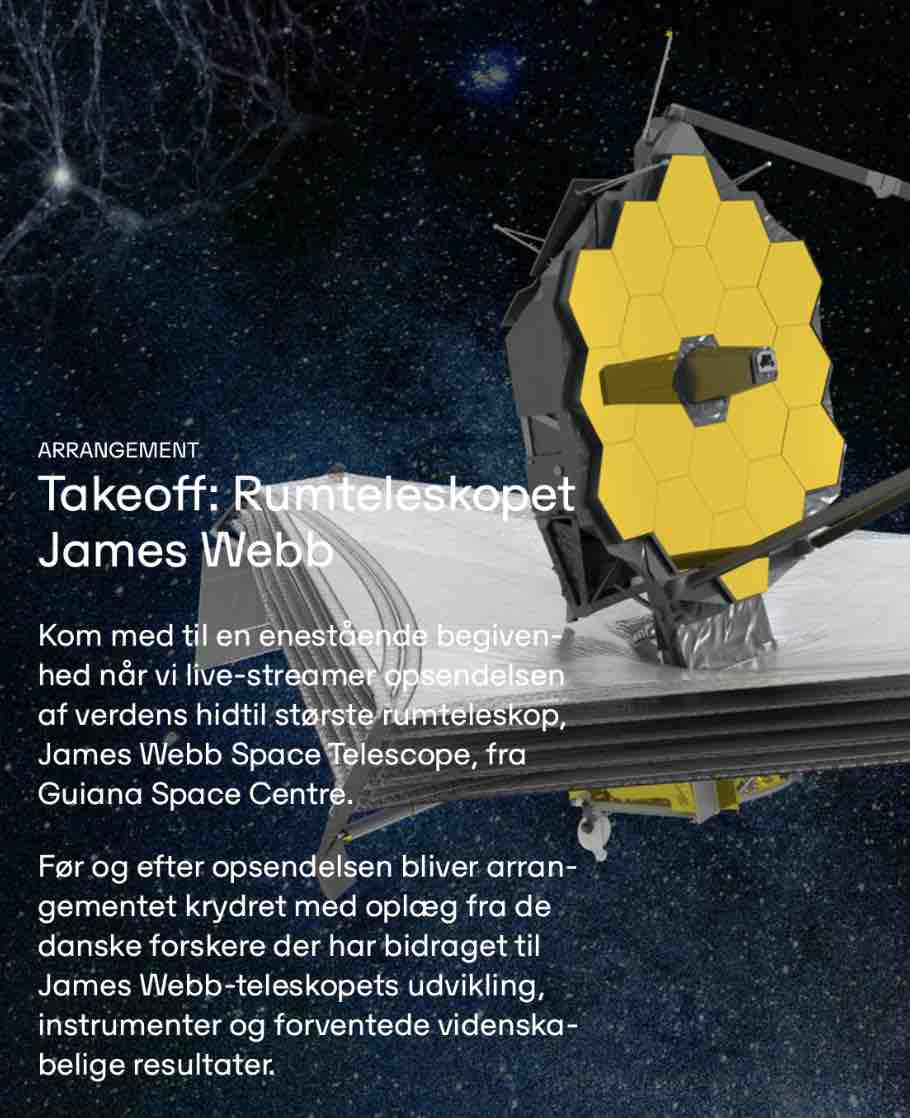 ARRANGEMENT
Takeoff: Rumteleskopet
James Webb
Kom med til en enestående begiven-
hed når vi live-streamer opsendelsen
af verdens hidtil største rumteleskop,
James Webb Space Telescope, fra
Guiana Space Centre.
Før og efter opsendelsen bliver arran-
gementet krydret med oplæg fra de
danske forskere der har bidraget til
James Webb-teleskopets udvikling,
instrumenter og forventede videnska-
belige resultater.